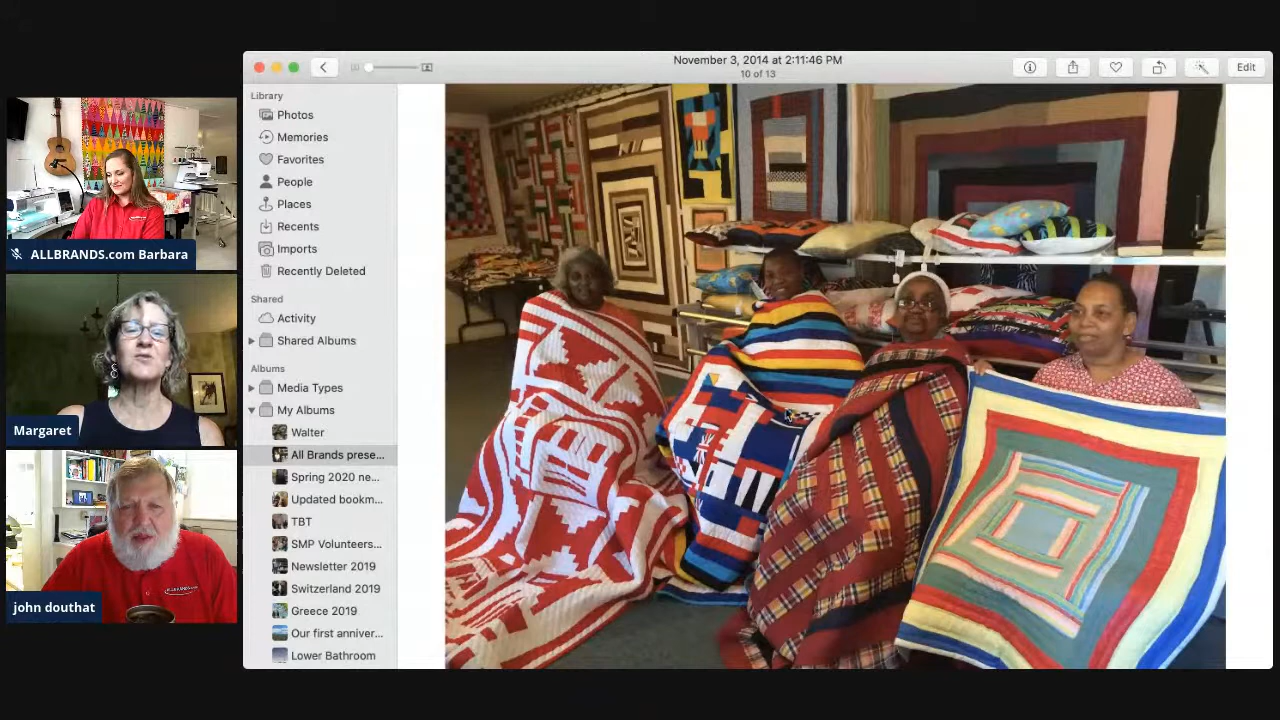 November 3, 2014 at 2:11:46 PM
10 of 13
Edit
Library
Photos
Memories
Favorites
People
Places
Recents
Imports
Recently Deleted
Shared
Activity
Shared Albums
Albums
Media Types
My Albums
Walter
All Brands prese...
Spring 2020 ne...
Updated bookm...
TBT
SMP Volunteers...
Newsletter 2019
Switzerland 2019
Greece 2019
Our first anniver...
Lower Bathroom
ALLBRANDS.com Barbara
Margaret
john douthat